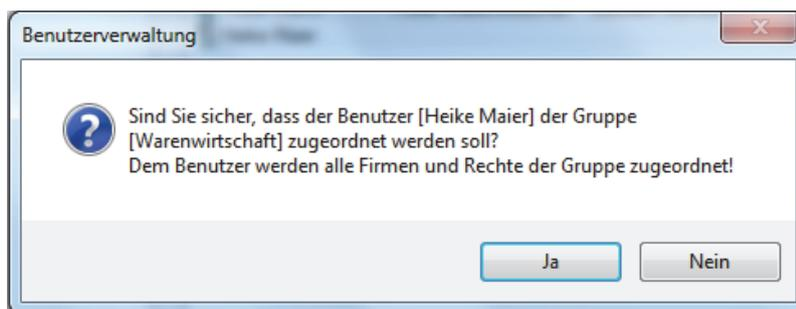 Benutzerverwaltung
Sind Sie sicher, dass der Benutzer [Heike Maier] der Gruppe
[Warenwirtschaft] zugeordnet werden soll?
Dem Benutzer werden alle Firmen und Rechte der Gruppe zugeordnet!
Ja
Nein